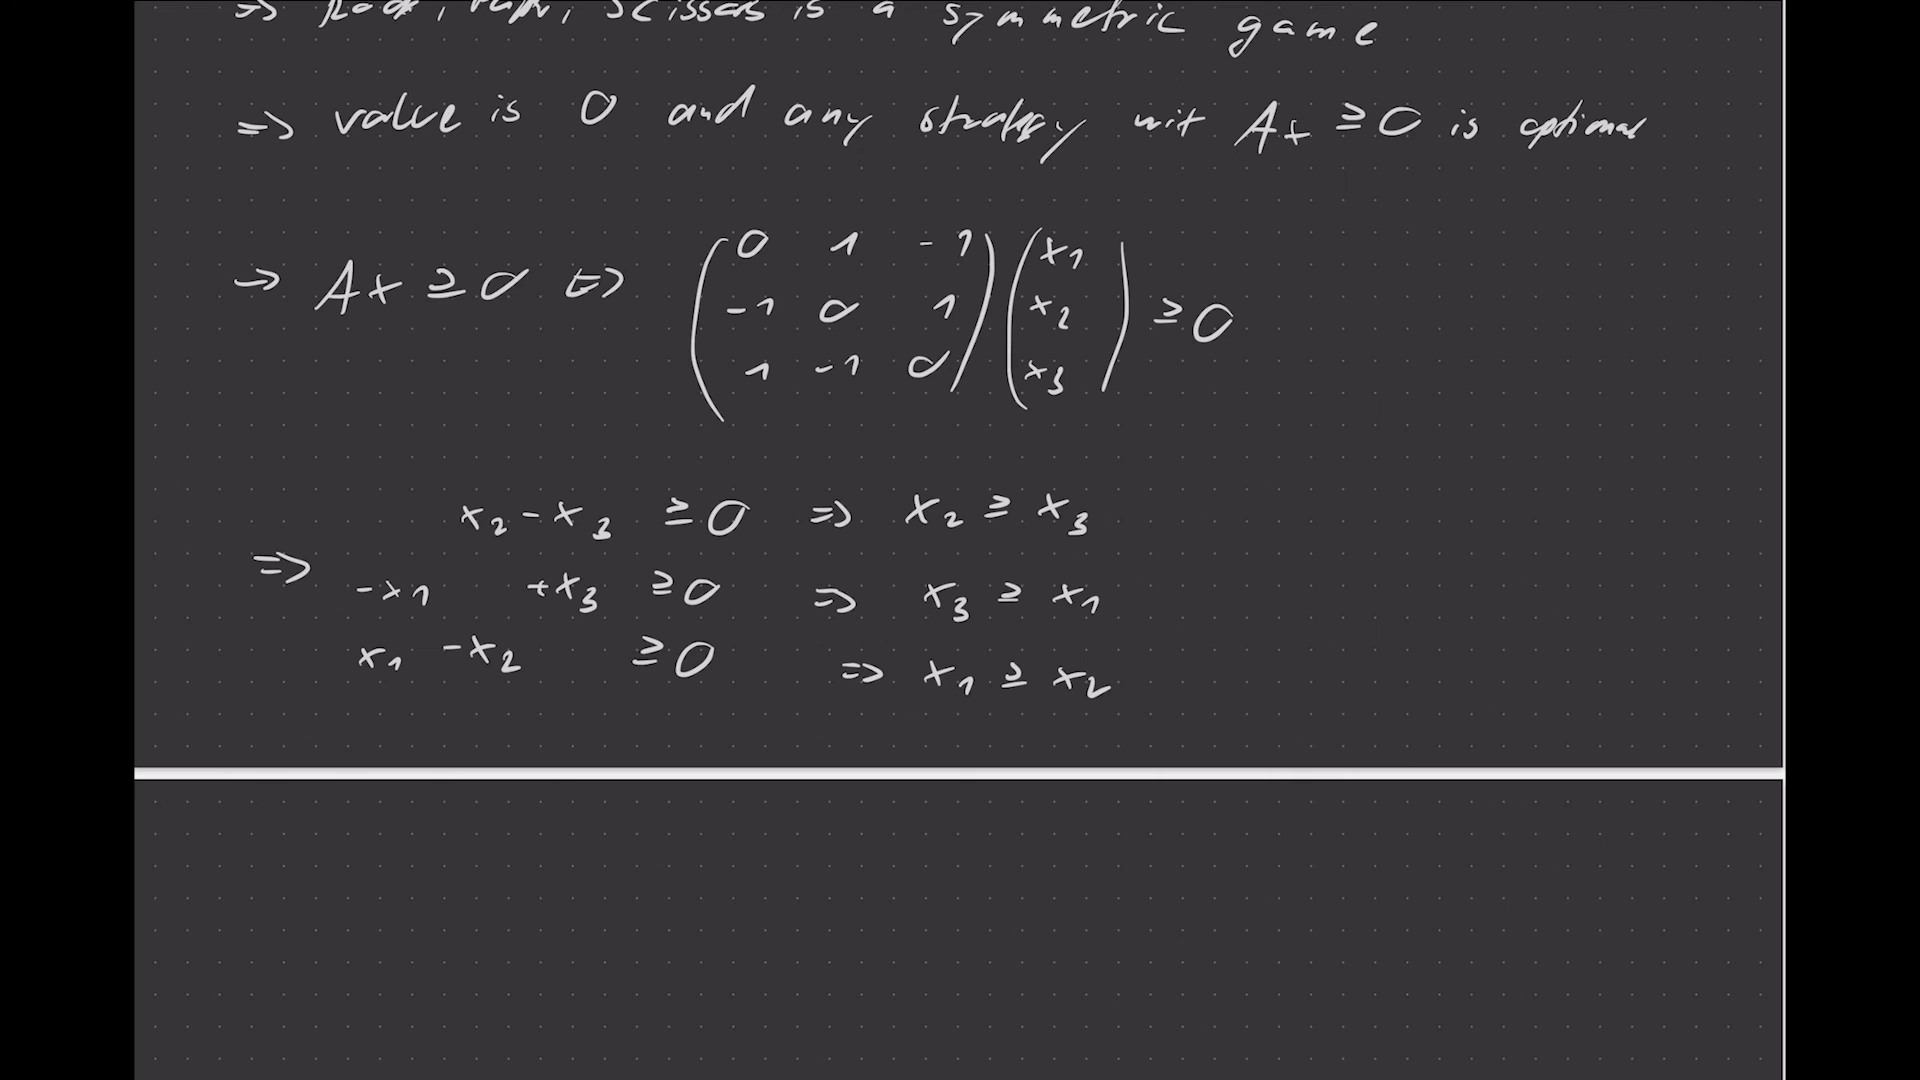 => Rock, Paper, Scissors is a symmetric game
=> value is 0 and any strategy wit Ax ≥ 0 is optimal
-> Ax ≥ 0 <=> ( 0 1 -1 ) ( x1 )
( -1 0 1 ) ( x2 ) ≥ 0
( 1 -1 0 ) ( x3 )
x2 - x3 ≥ 0 => x2 ≥ x3
=> -x1 + x3 ≥ 0 => x3 ≥ x1
x1 - x2 ≥ 0 => x1 ≥ x2